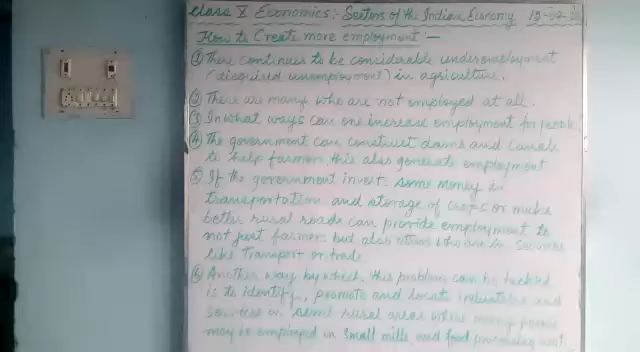 Class X Economics:- Sectors of the Indian Economy 19-07-
How to Create more employment:-
① There continues to be considerable underemployment
(disguised unemployment) in agriculture.
② There are many who are not employed at all.
③ In what ways can one increase employment for people
④ The government can construct dams and canals
to help farmers, this also generate employment
⑤ If the government invests some money in
transportation and storage of crops or make
better rural roads can provide employment to
not just farmers but also others who are in services
like transport or trade
⑥ Another way by which this problem can be tackled
is to identify, promote and locate industries and
services in semi rural areas where many people
may be employed in small mills and food processing